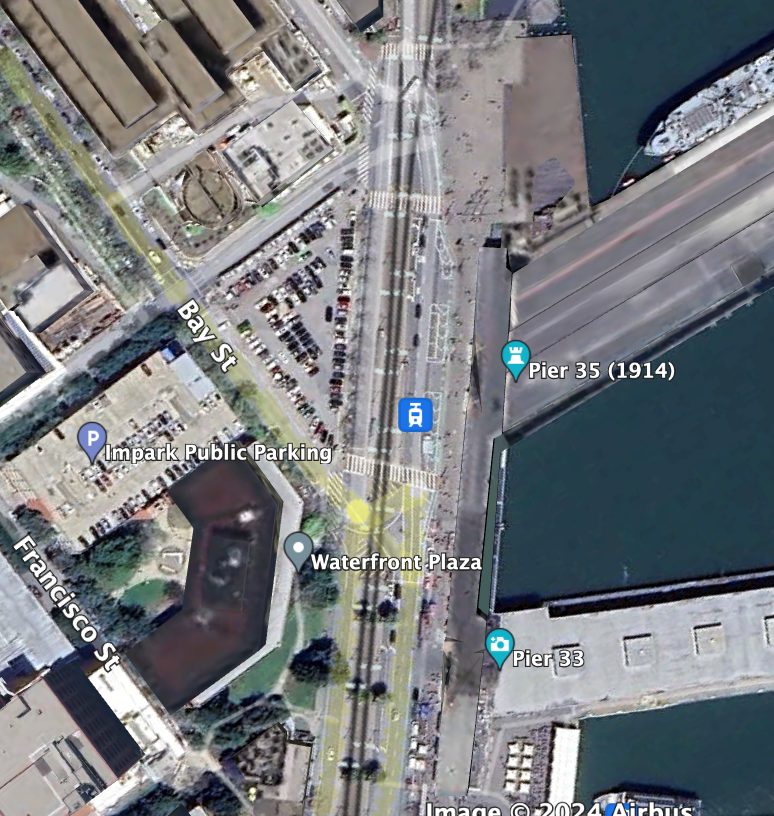 Bay St
Pier 35 (1914)
P
Impark Public Parking
Waterfront Plaza
Francisco St
Pier 33
Image © 2024 Airbus